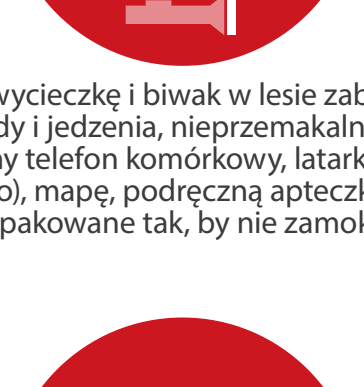 wycieczkę i biwak w lesie zab
dy i jedzenia, nieprzemakaln
ny telefon komórkowy, latark
o), mapę, podręczną apteczk
pakowane tak, by nie zamok